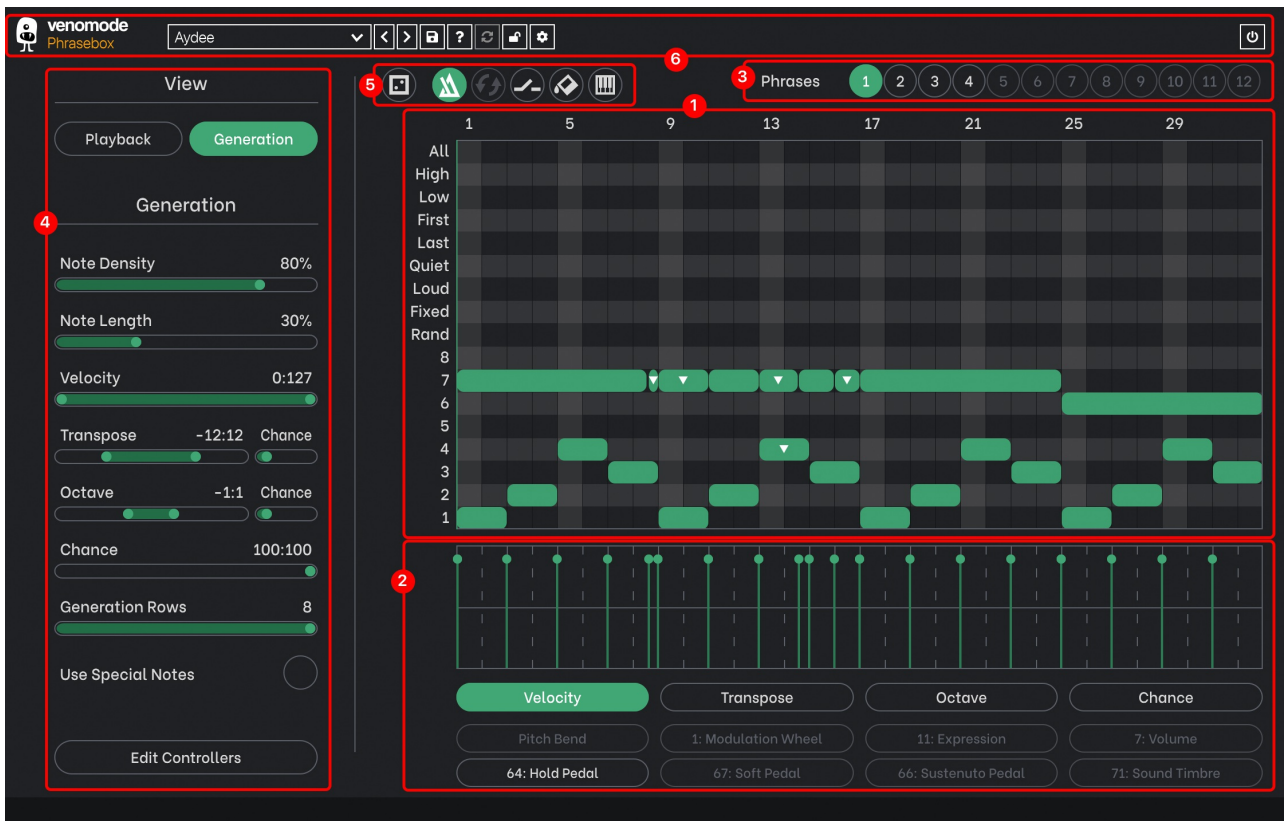 venomode
Phrasebox
Aydee
< > ?
6
View
5
3 Phrases 1 2 3 4 5 6 7 8 9 10 11 12
1
1 5 9 13 17 21 25 29
Playback Generation
All
High
Low
Generation
4
First
Last
Note Density 80%
Quiet
Loud
Note Length 30%
Fixed
Rand
8
Velocity 0:127
7
6
Transpose -12:12 Chance
5
4
3
Octave -1:1 Chance
2
1
Chance 100:100
2
Generation Rows 8
Use Special Notes
Velocity Transpose Octave Chance
Pitch Bend 1: Modulation Wheel 11: Expression 7: Volume
Edit Controllers
64: Hold Pedal 67: Soft Pedal 66: Sustenuto Pedal 71: Sound Timbre